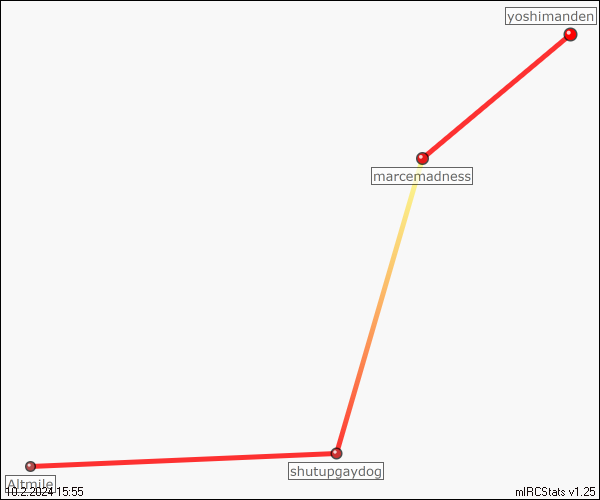 yoshimanden
marcemadness
shutupgaydog
Altmile
10.2.2024 15:55
mIRCStats v1.25